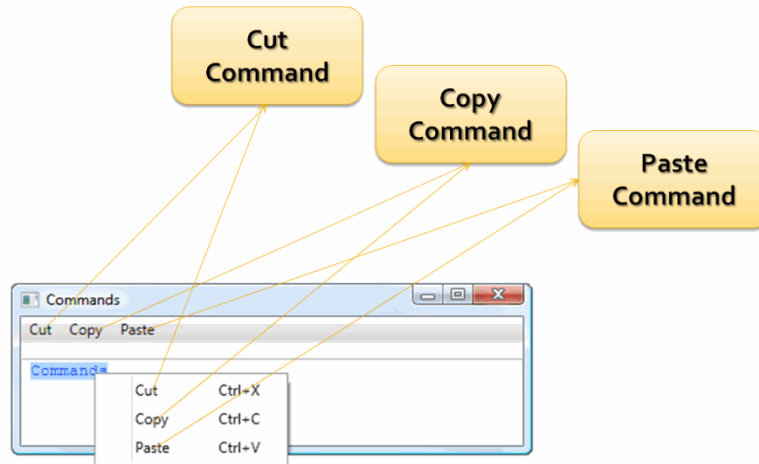 Cut
Command
Copy
Command
Paste
Command
Commands
Cut Copy Paste
Commands
Cut Ctrl+X
Copy Ctrl+C
Paste Ctrl+V